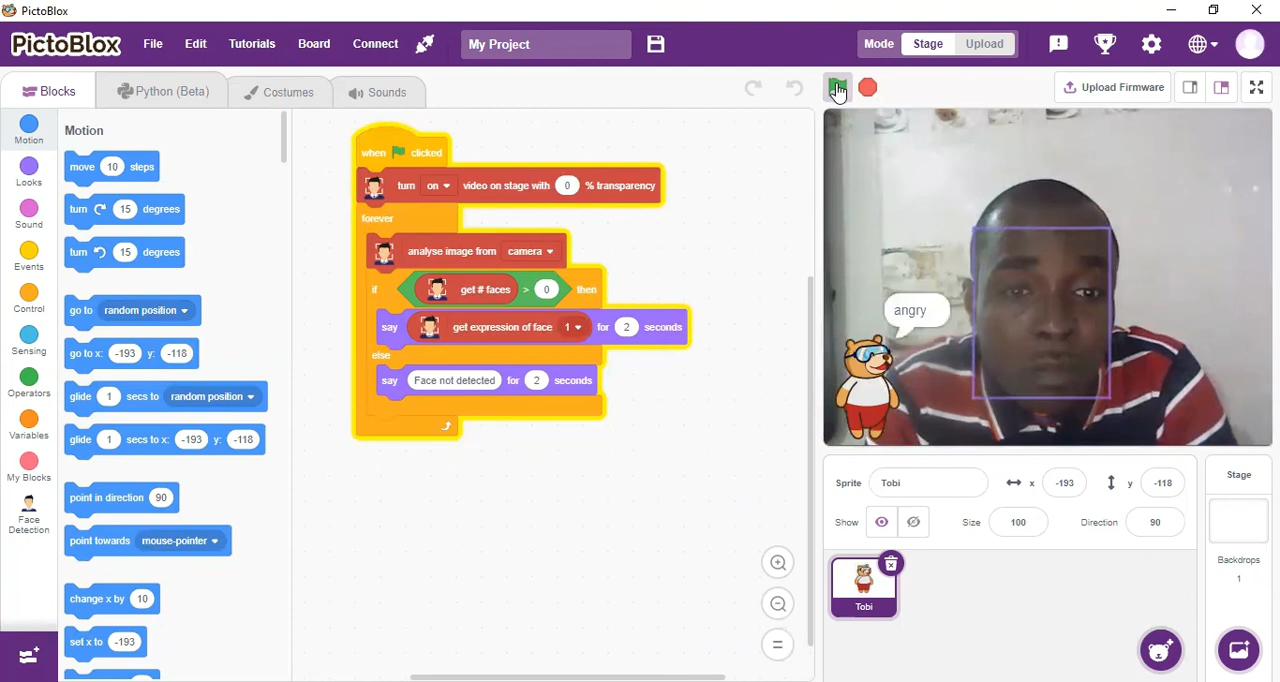 PictoBlox
PictoBlox File Edit Tutorials Board Connect My Project Mode Stage Upload
Blocks Python (Beta) Costumes Sounds Upload Firmware
Motion
Looks
Sound
Events
Control
Sensing
Operators
Variables
My Blocks
Face
Detection
Motion
move 10 steps
turn 15 degrees
turn 15 degrees
go to random position
go to x: -193 y: -118
glide 1 secs to random position
glide 1 secs to x: -193 y: -118
point in direction 90
point towards mouse-pointer
change x by 10
set x to -193
when clicked
turn on video on stage with 0 % transparency
forever
analyse image from camera
if get # faces > 0 then
say get expression of face 1 for 2 seconds
else
say Face not detected for 2 seconds
angry
Sprite Tobi x -193 y -118
Show Size 100 Direction 90
Tobi
Stage
Backdrops
1